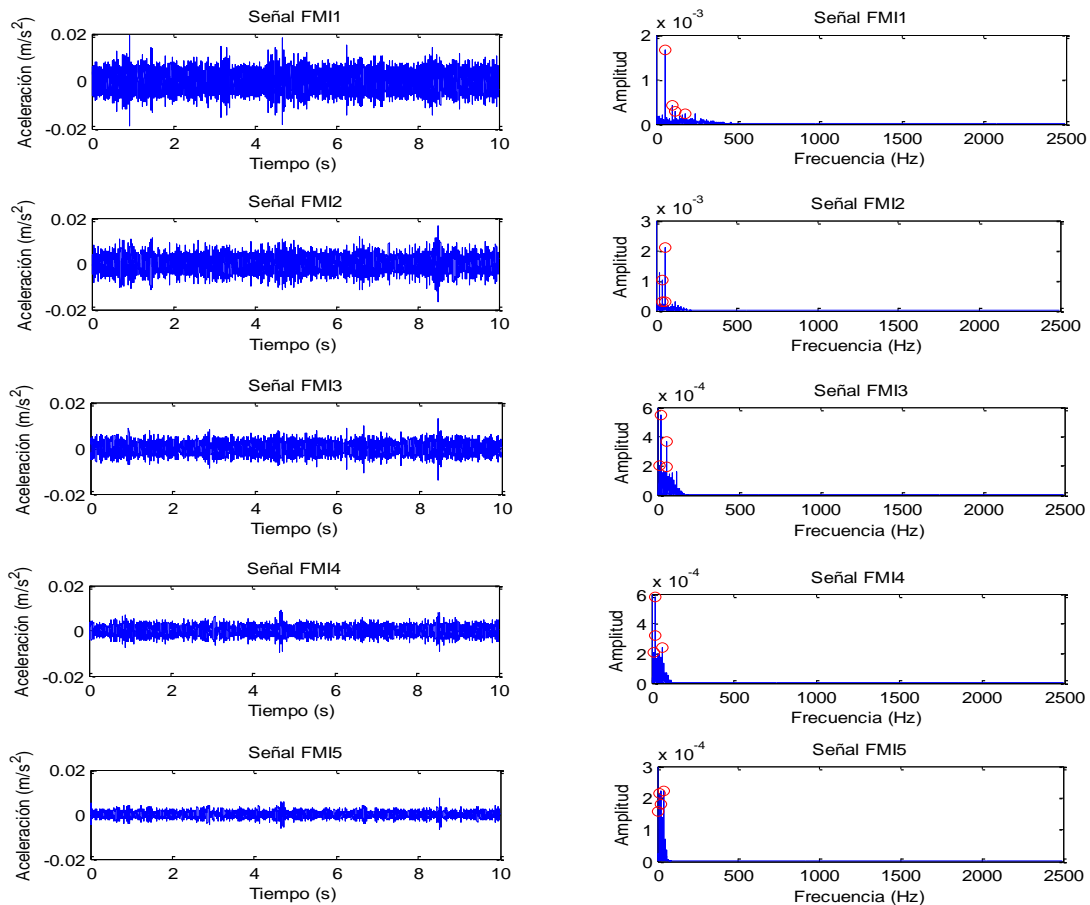 Señal FMI1
Aceleración (m/s²)
0.02
0
-0.02
0 2 4 6 8 10
Tiempo (s)
Señal FMI1
x 10⁻³
Amplitud
2
1
0
0 500 1000 1500 2000 2500
Frecuencia (Hz)
Señal FMI2
Aceleración (m/s²)
0.02
0
-0.02
0 2 4 6 8 10
Tiempo (s)
Señal FMI2
x 10⁻³
Amplitud
3
2
1
0
0 500 1000 1500 2000 2500
Frecuencia (Hz)
Señal FMI3
Aceleración (m/s²)
0.02
0
-0.02
0 2 4 6 8 10
Tiempo (s)
Señal FMI3
x 10⁻⁴
Amplitud
6
4
2
0
0 500 1000 1500 2000 2500
Frecuencia (Hz)
Señal FMI4
Aceleración (m/s²)
0.02
0
-0.02
0 2 4 6 8 10
Tiempo (s)
Señal FMI4
x 10⁻⁴
Amplitud
6
4
2
0
0 500 1000 1500 2000 2500
Frecuencia (Hz)
Señal FMI5
Aceleración (m/s²)
0.02
0
-0.02
0 2 4 6 8 10
Tiempo (s)
Señal FMI5
x 10⁻⁴
Amplitud
3
2
1
0
0 500 1000 1500 2000 2500
Frecuencia (Hz)